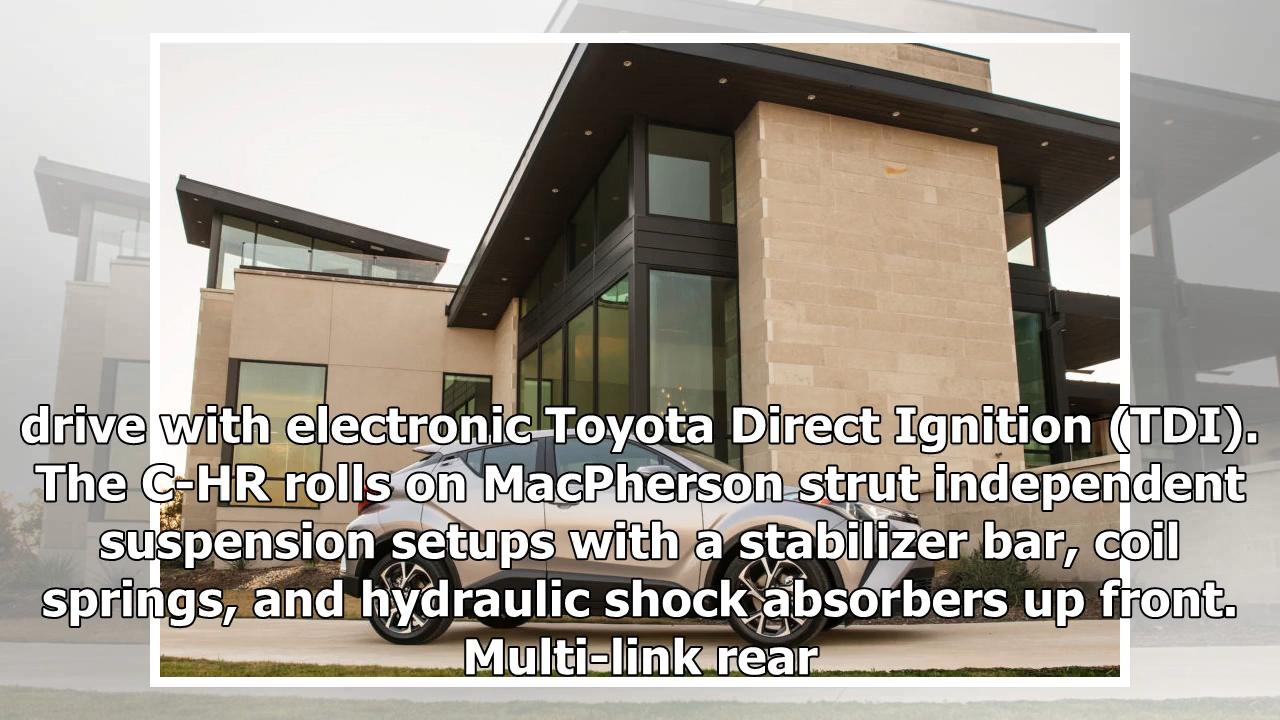 drive with electronic Toyota Direct Ignition (TDI).
The C-HR rolls on MacPherson strut independent
suspension setups with a stabilizer bar, coil
springs, and hydraulic shock absorbers up front.
Multi-link rear